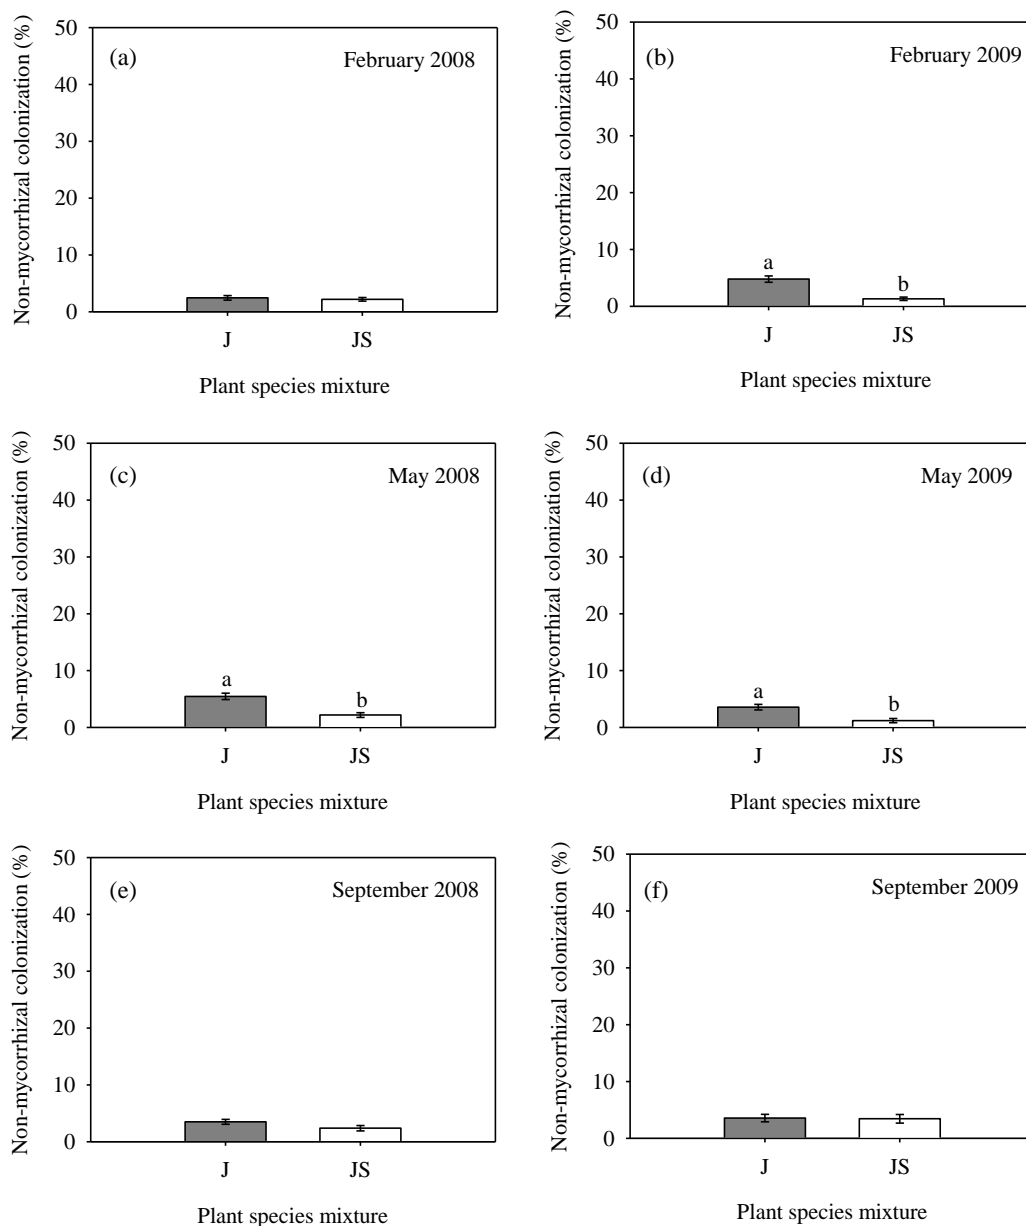 Non-mycorrhizal colonization (%)
50
40
30
20
10
0
(a)
February 2008
J
JS
Plant species mixture
Non-mycorrhizal colonization (%)
50
40
30
20
10
0
(b)
February 2009
a
b
J
JS
Plant species mixture
Non-mycorrhizal colonization (%)
50
40
30
20
10
0
(c)
May 2008
a
b
J
JS
Plant species mixture
Non-mycorrhizal colonization (%)
50
40
30
20
10
0
(d)
May 2009
a
b
J
JS
Plant species mixture
Non-mycorrhizal colonization (%)
50
40
30
20
10
0
(e)
September 2008
J
JS
Plant species mixture
Non-mycorrhizal colonization (%)
50
40
30
20
10
0
(f)
September 2009
J
JS
Plant species mixture